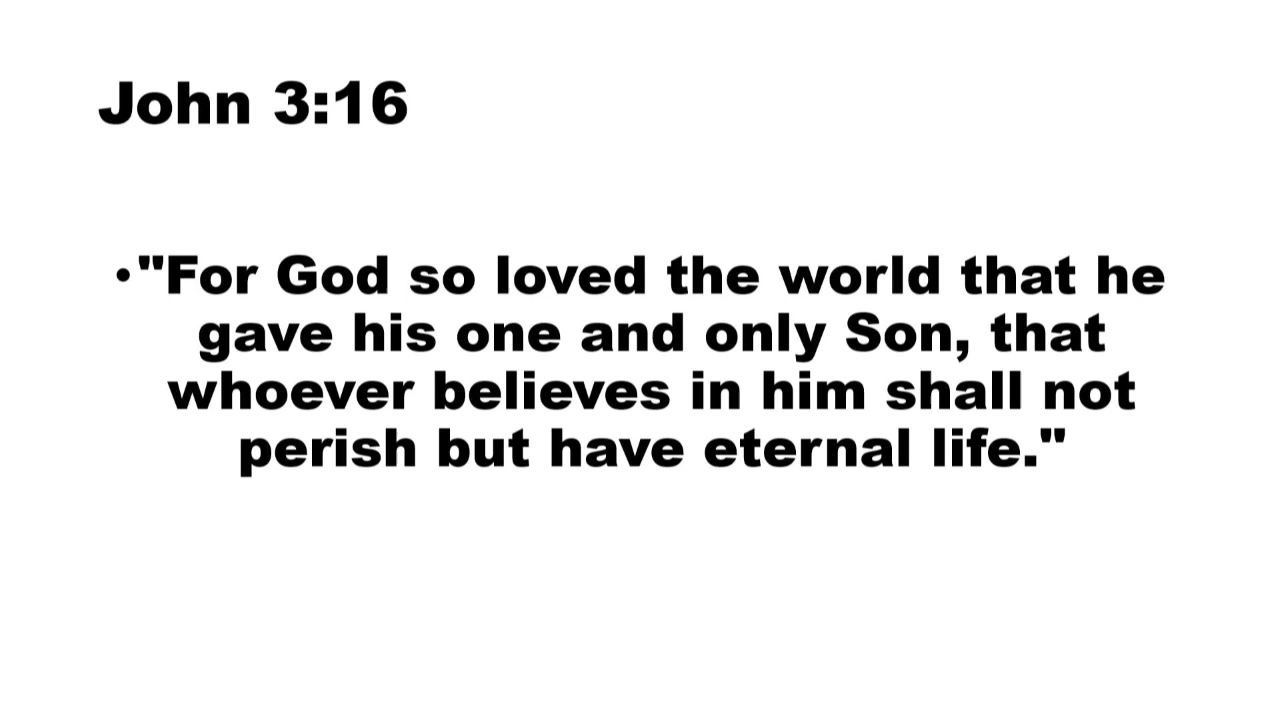 John 3:16
•"For God so loved the world that he
gave his one and only Son, that
whoever believes in him shall not
perish but have eternal life."